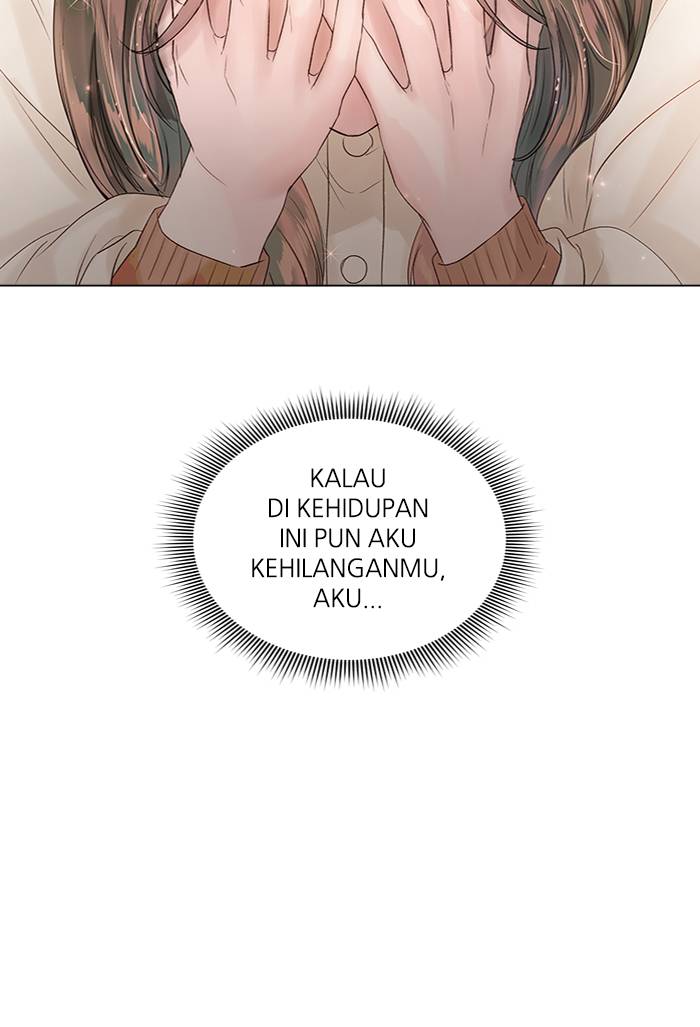 KALAU
DI KEHIDUPAN
INI PUN AKU
KEHILANGANMU,
AKU...